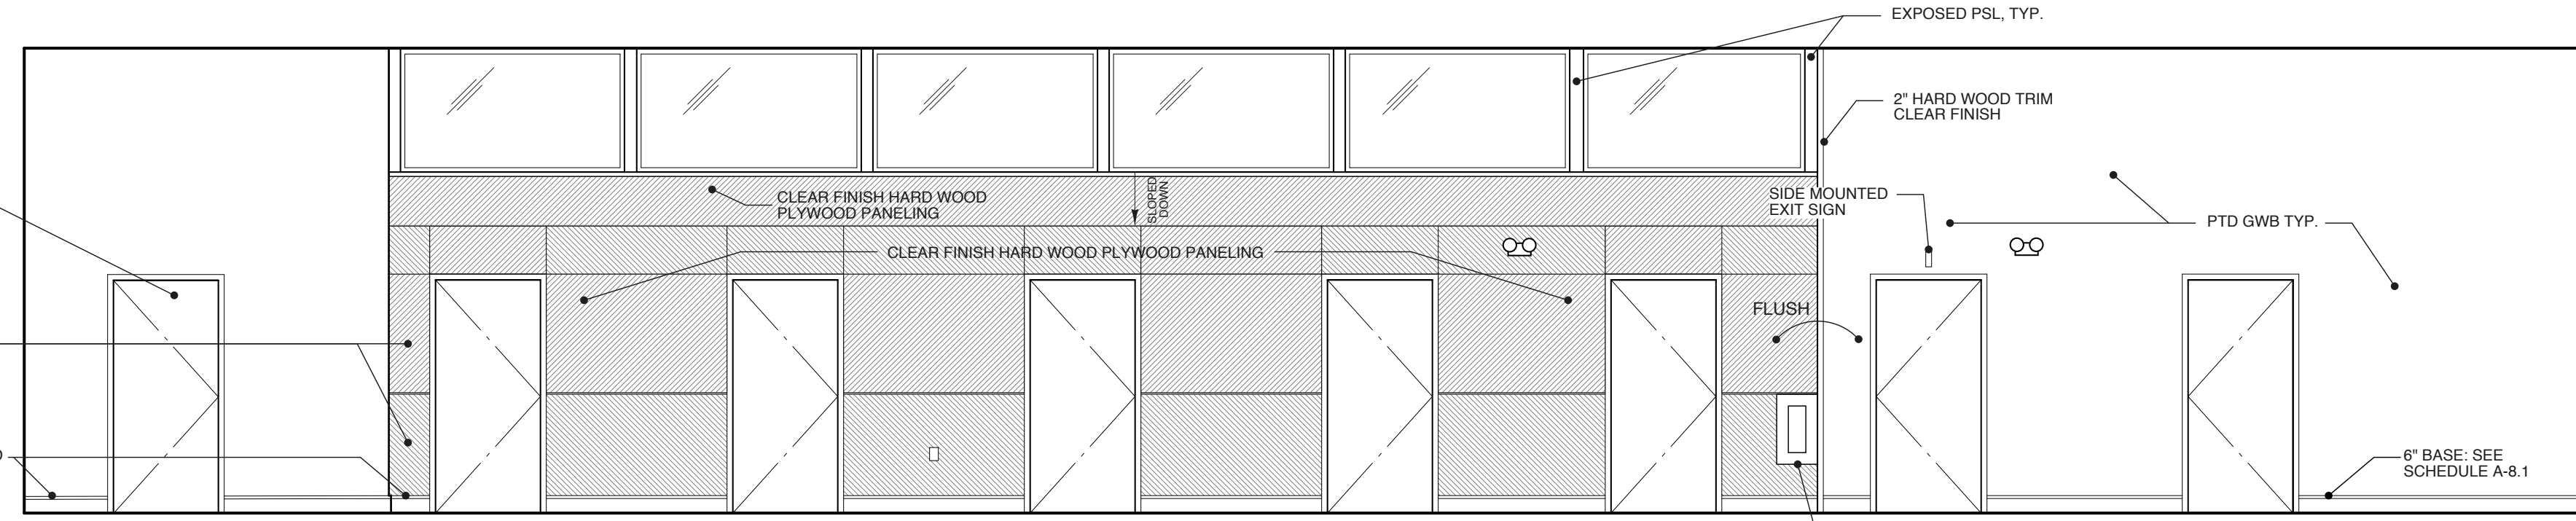 EXPOSED PSL, TYP.
2" HARD WOOD TRIM
CLEAR FINISH
CLEAR FINISH HARD WOOD
PLYWOOD PANELING
SLOPED
DOWN
SIDE MOUNTED
EXIT SIGN
PTD GWB TYP.
CLEAR FINISH HARD WOOD PLYWOOD PANELING
FLUSH
6" BASE: SEE
SCHEDULE A-8.1